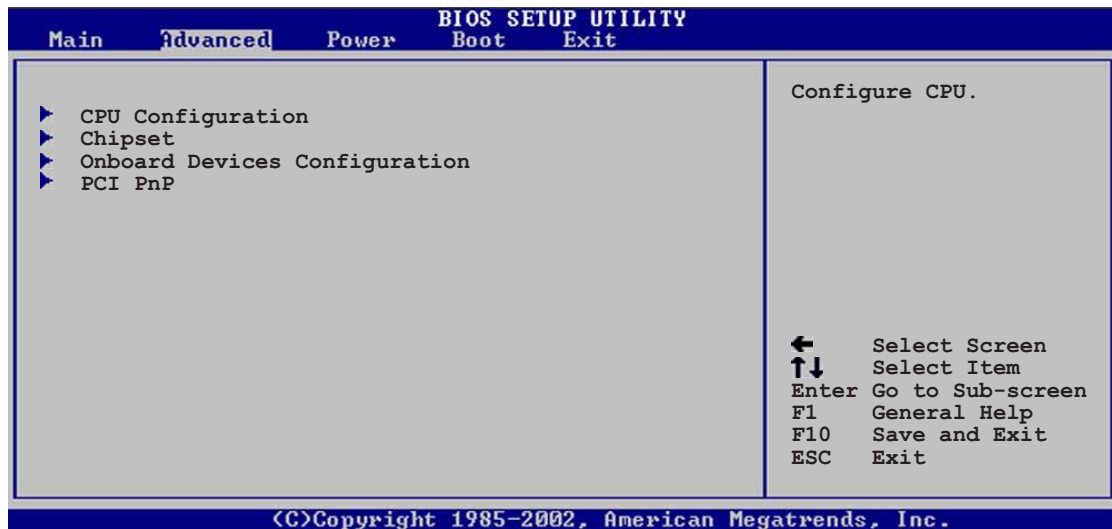 BIOS SETUP UTILITY
Main Advanced Power Boot Exit
CPU Configuration
Chipset
Onboard Devices Configuration
PCI PnP
Configure CPU.
← Select Screen
↑↓ Select Item
Enter Go to Sub-screen
F1 General Help
F10 Save and Exit
ESC Exit
(C)Copyright 1985-2002, American Megatrends, Inc.